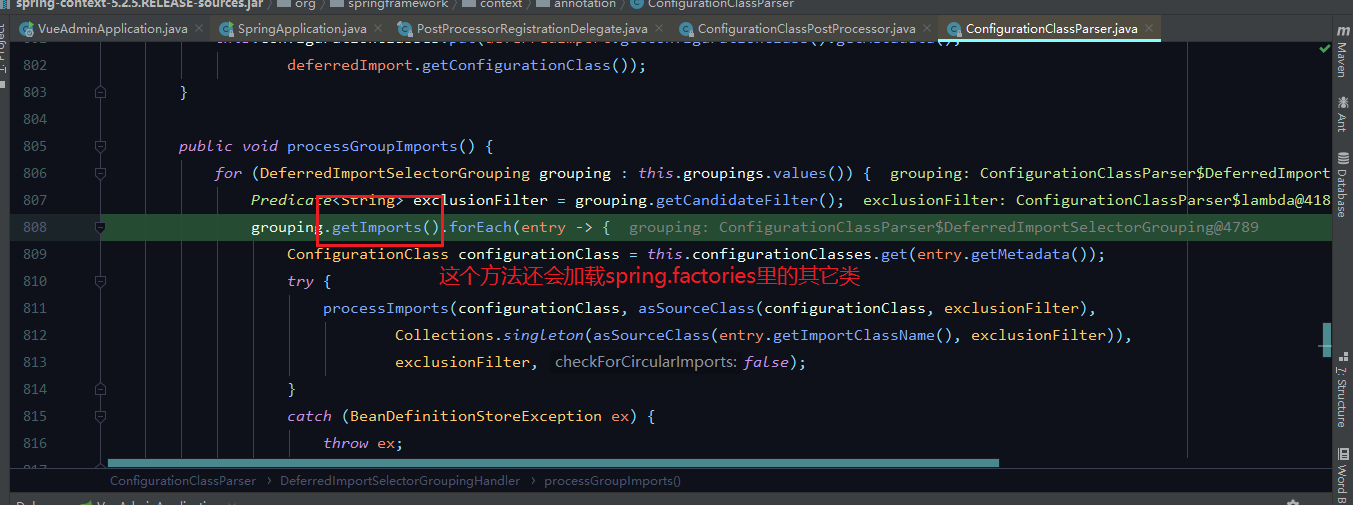 spring-context-5.2.5.RELEASE-sources.jar org springframework context annotation ConfigurationClassParser
VueAdminApplication.java SpringApplication.java PostProcessorRegistrationDelegate.java ConfigurationClassPostProcessor.java ConfigurationClassParser.java
802 deferredImport.getConfigurationClass());
803 }
804
805 public void processGroupImports() {
806 for (DeferredImportSelectorGrouping grouping : this.groupings.values()) { grouping: ConfigurationClassParser$DeferredImport
807 Predicate<String> exclusionFilter = grouping.getCandidateFilter(); exclusionFilter: ConfigurationClassParser$lambda@418
808 grouping.getImports().forEach(entry -> { grouping: ConfigurationClassParser$DeferredImportSelectorGrouping@4789
809 ConfigurationClass configurationClass = this.configurationClasses.get(entry.getMetadata());
这个方法还会加载spring.factories里的其它类
810 try {
811 processImports(configurationClass, asSourceClass(configurationClass, exclusionFilter),
812 Collections.singleton(asSourceClass(entry.getImportClassName(), exclusionFilter)),
813 exclusionFilter, checkForCircularImports: false);
814 }
815 catch (BeanDefinitionStoreException ex) {
816 throw ex;
ConfigurationClassParser › DeferredImportSelectorGroupingHandler › processGroupImports()
Maven
Ant
Database
7: Structure
Word B